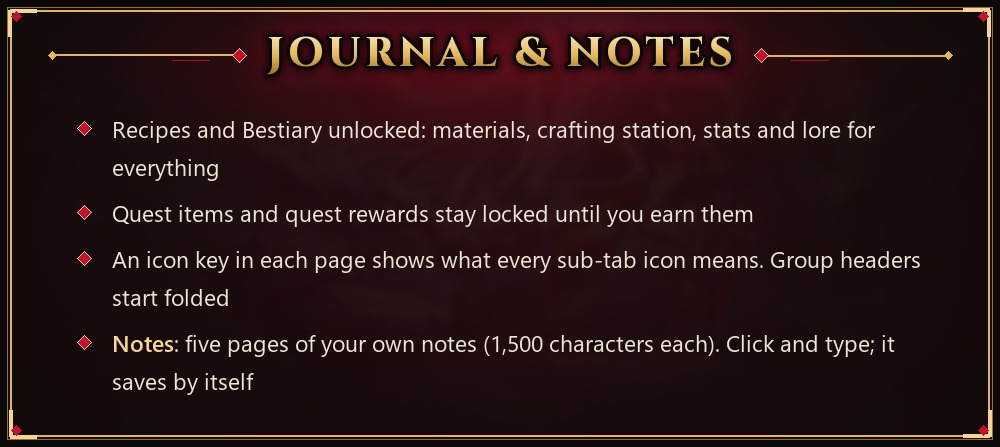 JOURNAL & NOTES
Recipes and Bestiary unlocked: materials, crafting station, stats and lore for
everything
Quest items and quest rewards stay locked until you earn them
An icon key in each page shows what every sub-tab icon means. Group headers
start folded
Notes: five pages of your own notes (1,500 characters each). Click and type; it
saves by itself